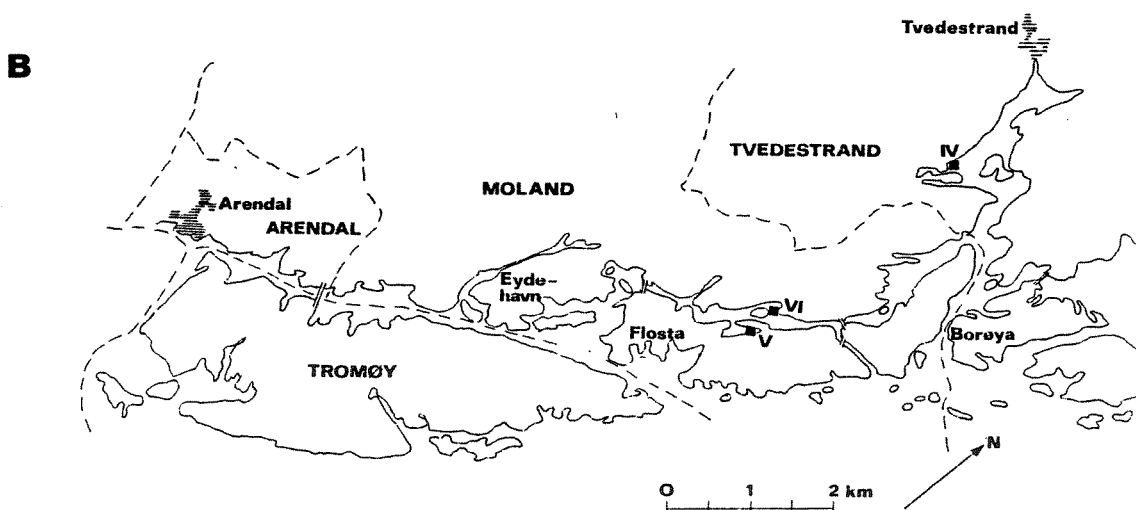 Tvedestrand
B
IV
TVEDESTRAND
MOLAND
Arendal
ARENDAL
Eyde-
havn
VI
V
Flosta
Borøya
TROMØY
N
0 1 2 km